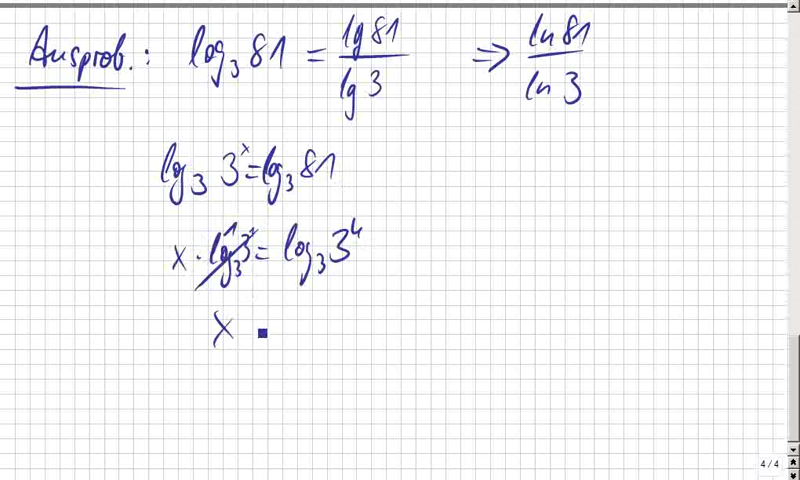 Ausprob.: log₃ 81 = lg 81 / lg 3 ⇒ ln 81 / ln 3
log₃ 3ˣ = log₃ 81
x · log₃ 3¹ = log₃ 3⁴
x
4 / 4